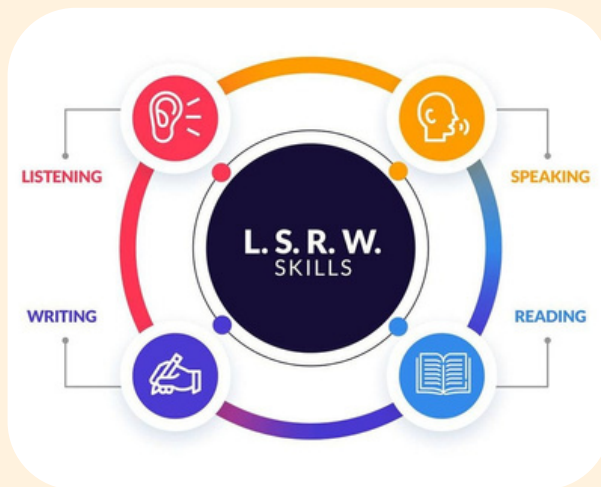 LISTENING
SPEAKING
L. S. R. W.
SKILLS
WRITING
READING